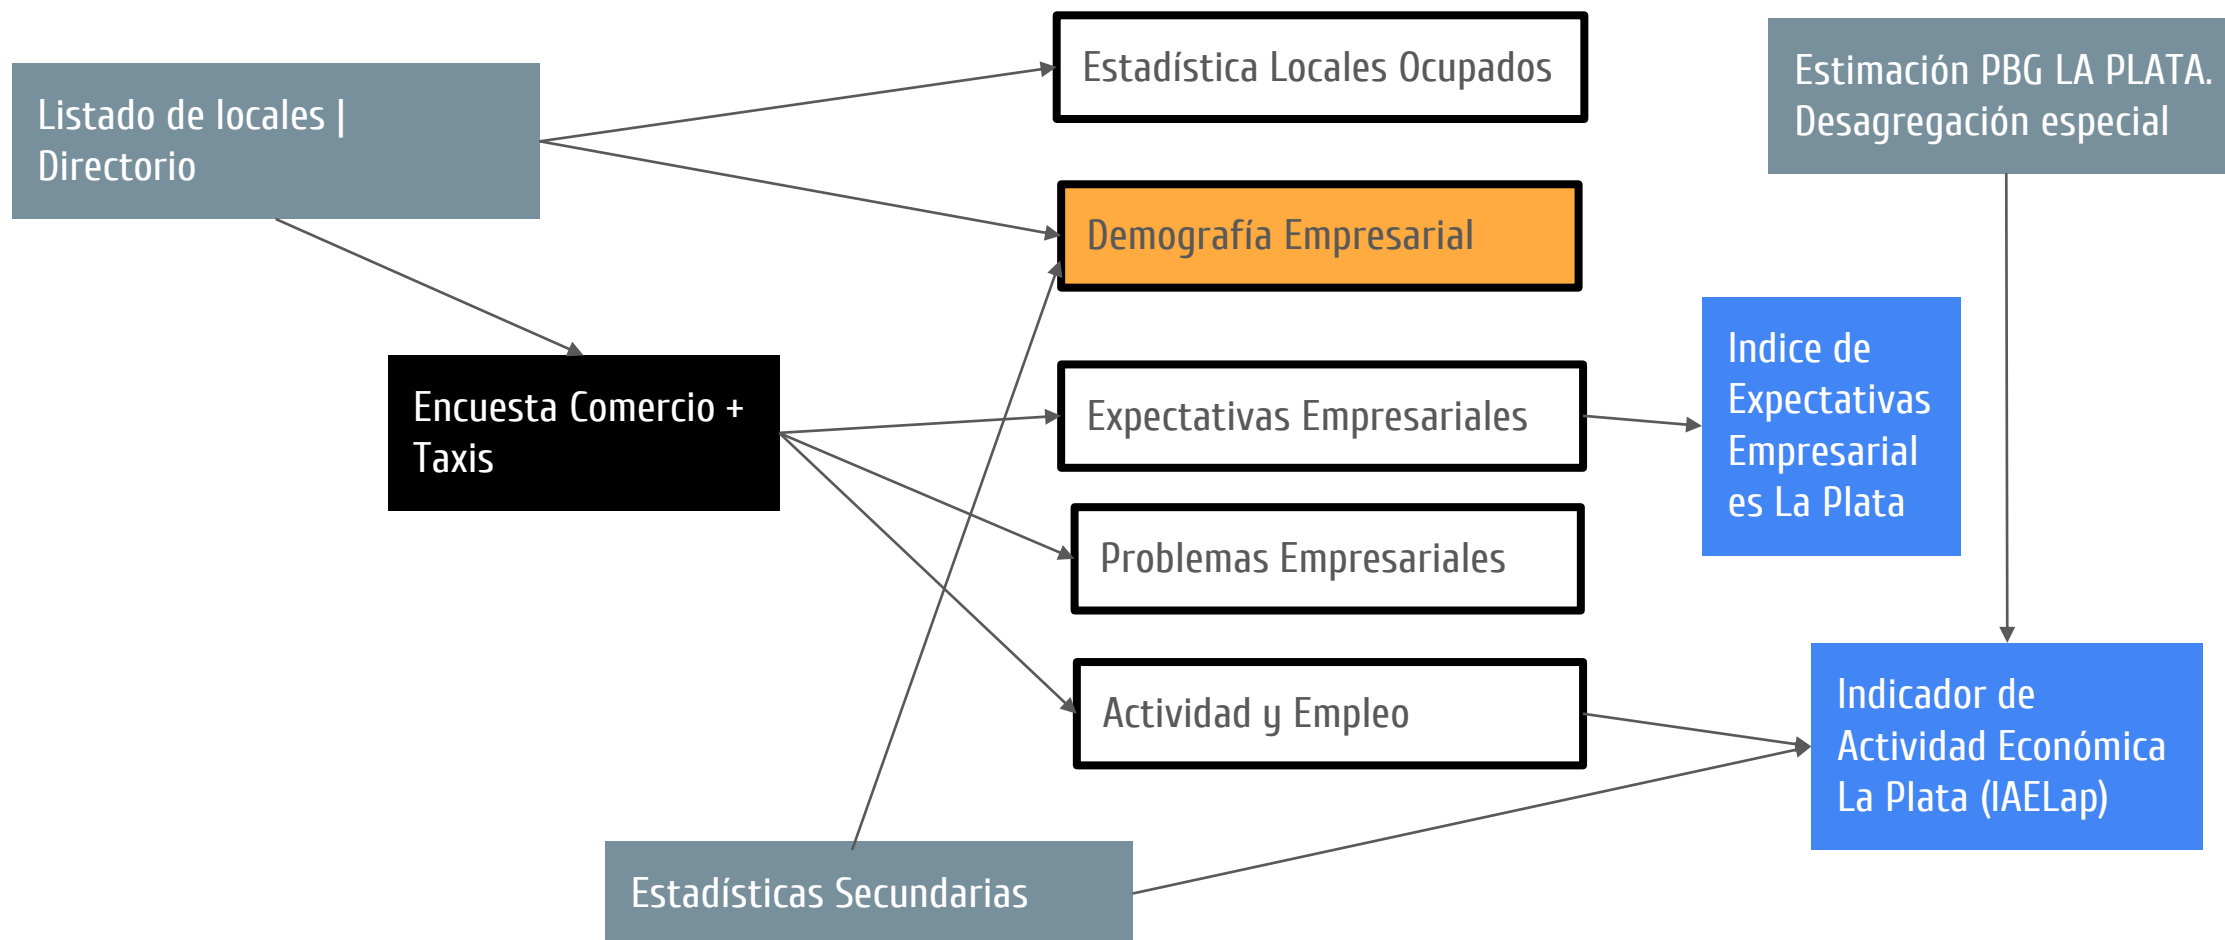 Listado de locales |
Directorio
Estadística Locales Ocupados
Estimación PBG LA PLATA.
Desagregación especial
Demografía Empresarial
Encuesta Comercio +
Taxis
Expectativas Empresariales
Indice de
Expectativas
Empresarial
es La Plata
Problemas Empresariales
Actividad y Empleo
Indicador de
Actividad Económica
La Plata (IAELap)
Estadísticas Secundarias